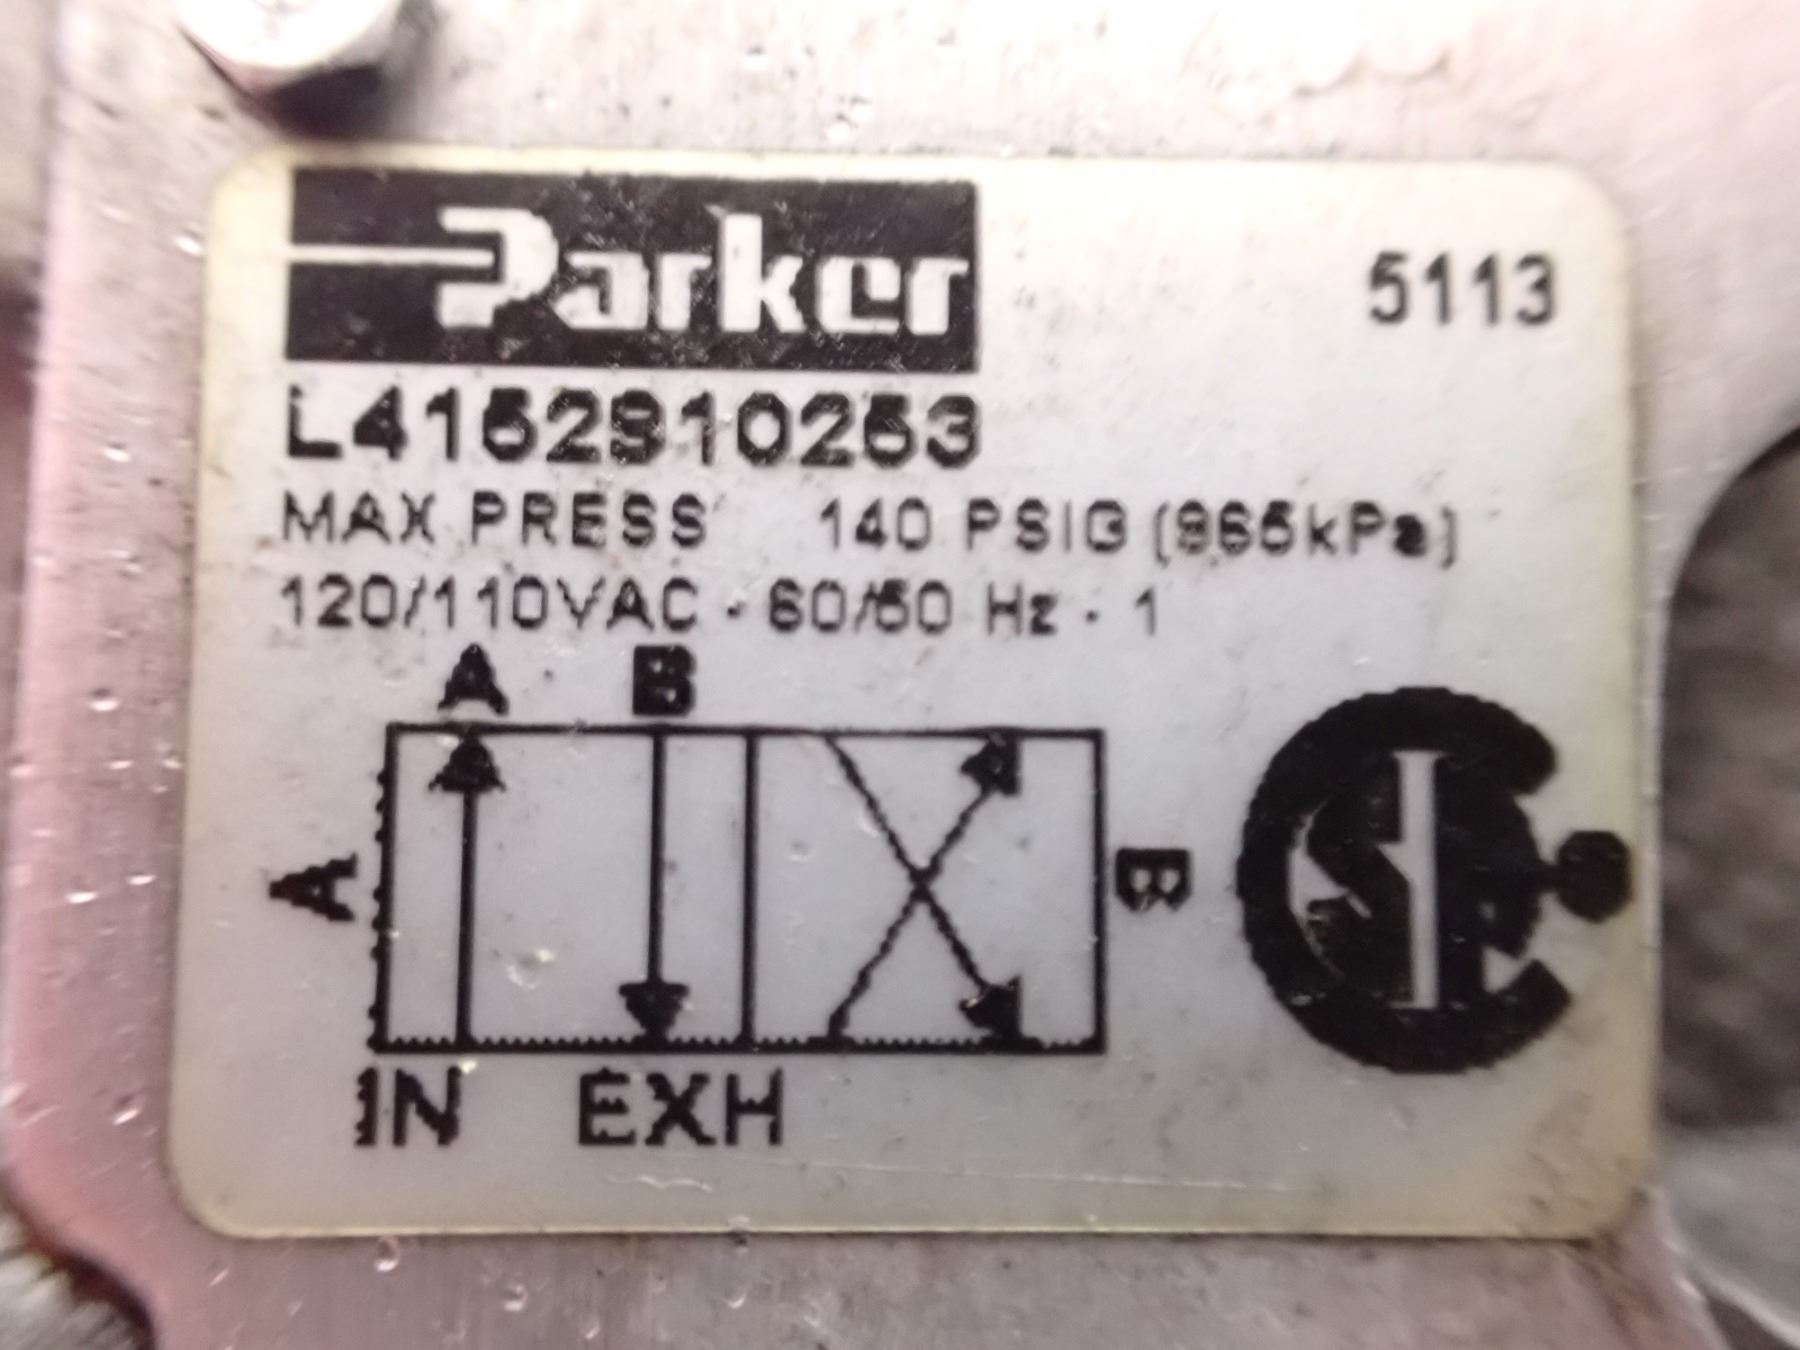 Parker
5113
L4152910253
MAX PRESS 140 PSIG (965kPa)
120/110VAC - 60/50 Hz - 1
A B
A
B
IN EXH